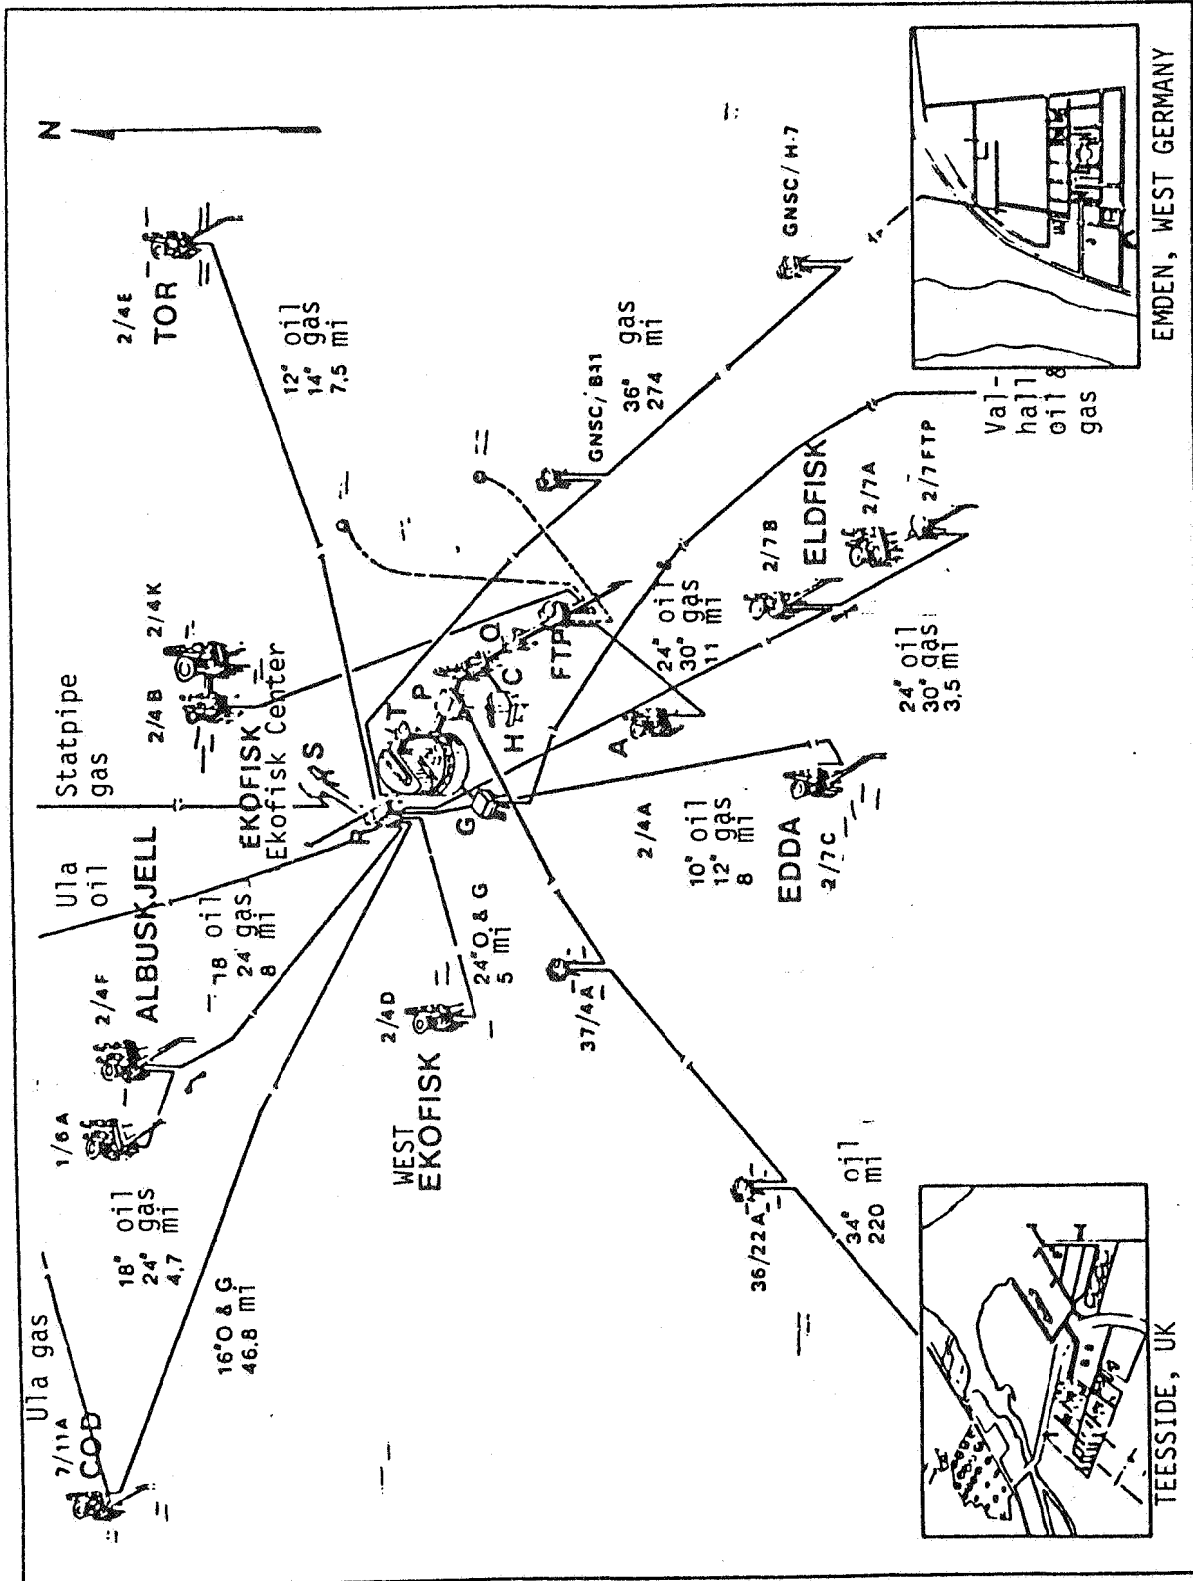 Ula gas
7/11A
COD
16"O & G
46.8 mi
18" oil
24" gas
4,7 mi
1/6 A
2/4F
ALBUSKJELL
18 oil
24 gas
8 mi
Ula
oil
Statpipe
gas
EKOFISK
Ekofisk Center
2/4 B
2/4K
2/4E
TOR
12" oil
14" gas
7,5 mi
N
WEST
EKOFISK
2/4D
24"O & G
5 mi
R
S
T
P
G
H
C
Q
FTP
A
GNSC/B-11
36" gas
274 mi
GNSC/H-7
37/4A
36/22A
34" oil
220 mi
2/4A
10" oil
12" gas
8 mi
EDDA
2/7C
24" oil
30" gas
11 mi
2/7B
ELDFISK
2/7A
2/7FTP
24" oil
30" gas
3,5 mi
Val-
hall
oil &
gas
TEESSIDE, UK
EMDEN, WEST GERMANY